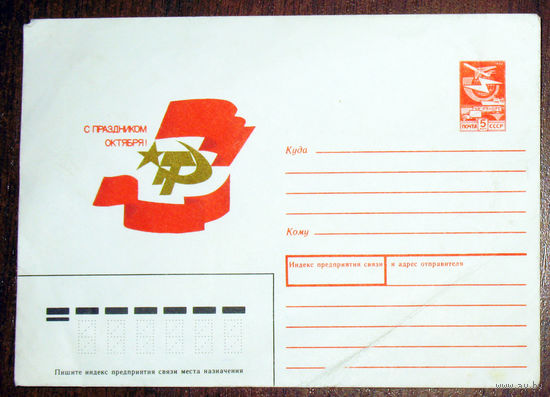 С ПРАЗДНИКОМ
ОКТЯБРЯ!
ПОЧТА 5 СССР
Куда
Кому
Индекс предприятия связи и адрес отправителя
Пишите индекс предприятия связи места назначения